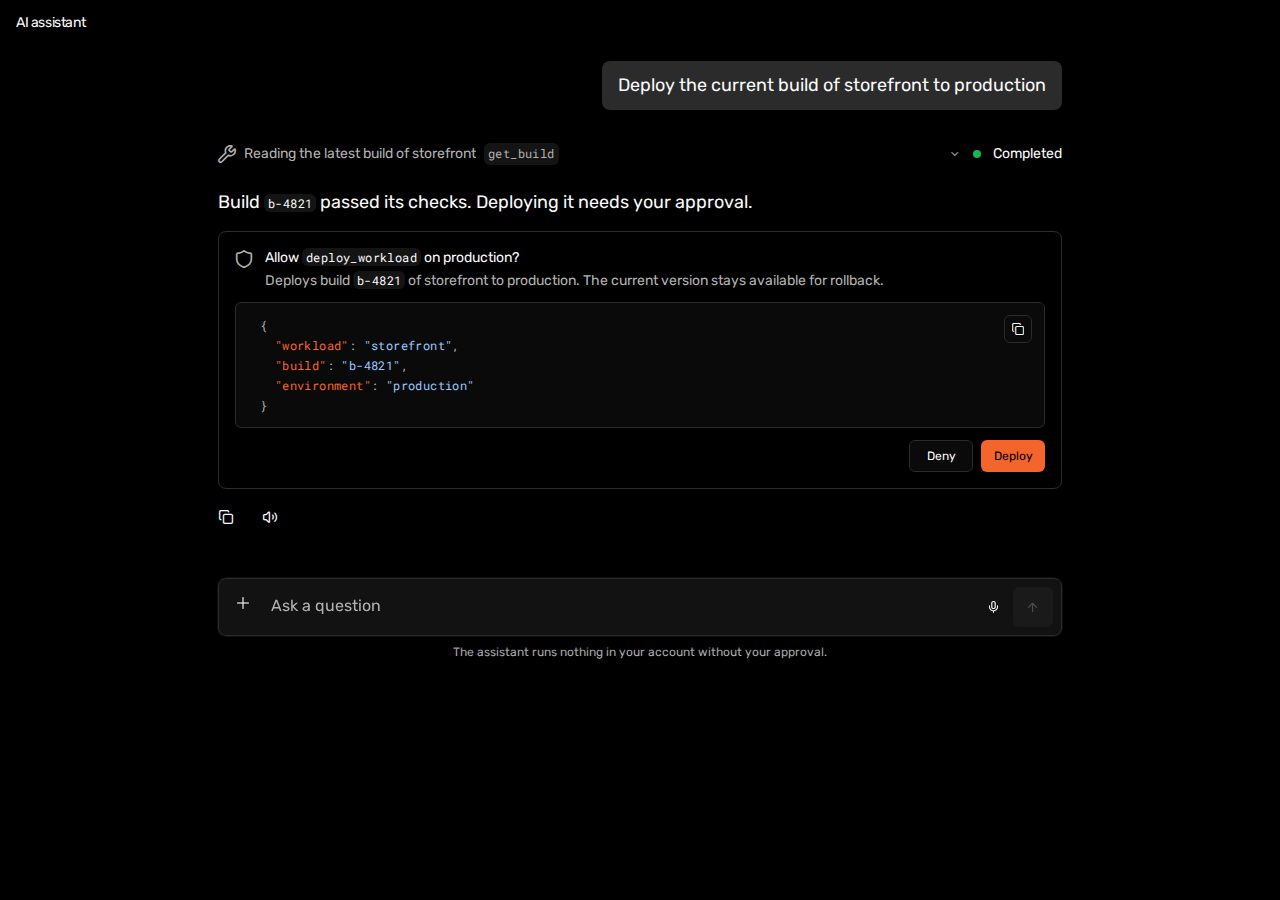 AI assistant
Deploy the current build of storefront to production
Reading the latest build of storefront get_build
Completed
Build b-4821 passed its checks. Deploying it needs your approval.
Allow deploy_workload on production?
Deploys build b-4821 of storefront to production. The current version stays available for rollback.
{
"workload": "storefront",
"build": "b-4821",
"environment": "production"
}
Deny
Deploy
Ask a question
The assistant runs nothing in your account without your approval.